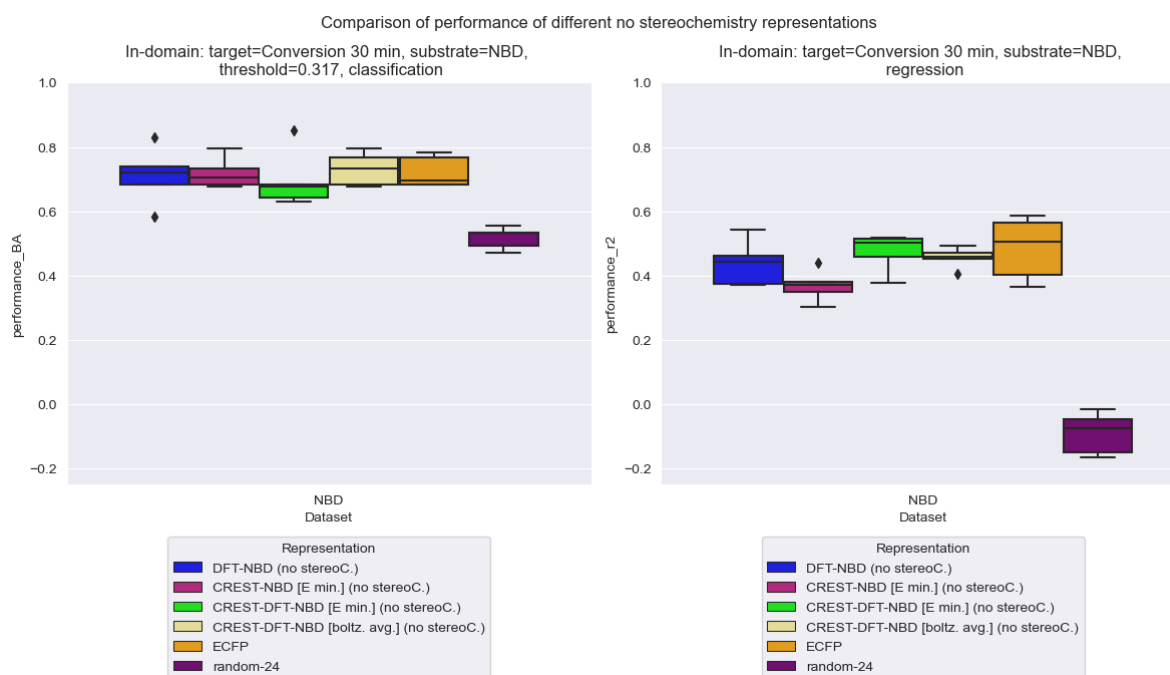 Comparison of performance of different no stereochemistry representations
In-domain: target=Conversion 30 min, substrate=NBD,
threshold=0.317, classification
1.0
0.8
0.6
0.4
0.2
0.0
−0.2
performance_BA
NBD
Dataset
Representation
DFT-NBD (no stereoC.)
CREST-NBD [E min.] (no stereoC.)
CREST-DFT-NBD [E min.] (no stereoC.)
CREST-DFT-NBD [boltz. avg.] (no stereoC.)
ECFP
random-24
In-domain: target=Conversion 30 min, substrate=NBD,
regression
1.0
0.8
0.6
0.4
0.2
0.0
−0.2
performance_r2
NBD
Dataset
Representation
DFT-NBD (no stereoC.)
CREST-NBD [E min.] (no stereoC.)
CREST-DFT-NBD [E min.] (no stereoC.)
CREST-DFT-NBD [boltz. avg.] (no stereoC.)
ECFP
random-24